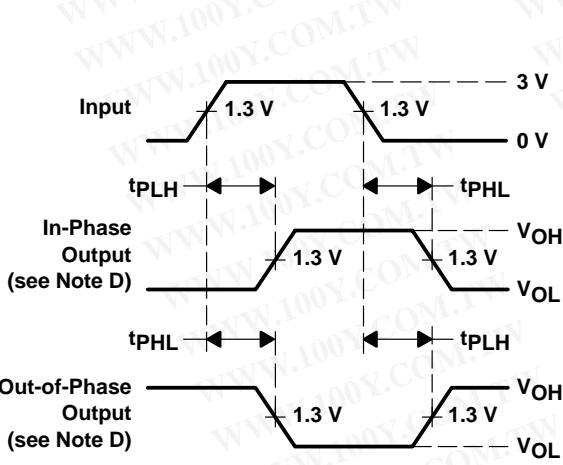 3 V
Input
1.3 V
1.3 V
0 V
tPLH
tPHL
In-Phase
Output
(see Note D)
VOH
1.3 V
1.3 V
VOL
tPHL
tPLH
Out-of-Phase
Output
(see Note D)
VOH
1.3 V
1.3 V
VOL
WWW.100Y.COM.TW